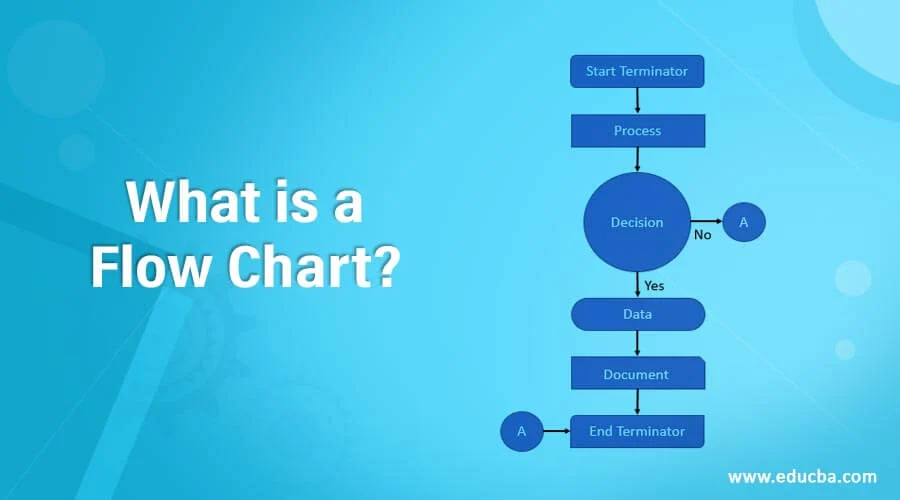 What is a
Flow Chart?
Start Terminator
Process
Decision
No
A
Yes
Data
Document
A
End Terminator
www.educba.com